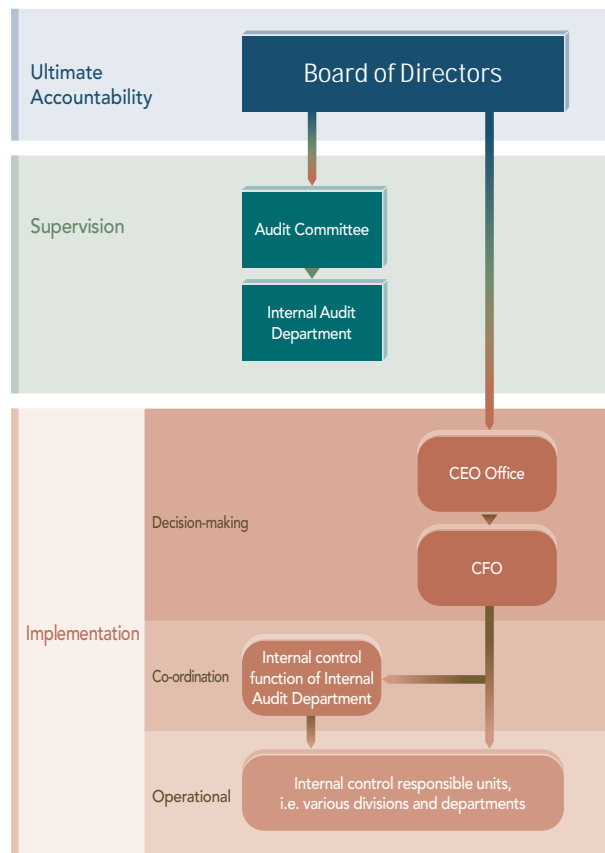 Ultimate
Accountability
Board of Directors
Supervision
Audit Committee
Internal Audit
Department
Implementation
Decision-making
CEO Office
CFO
Co-ordination
Internal control
function of Internal
Audit Department
Operational
Internal control responsible units,
i.e. various divisions and departments